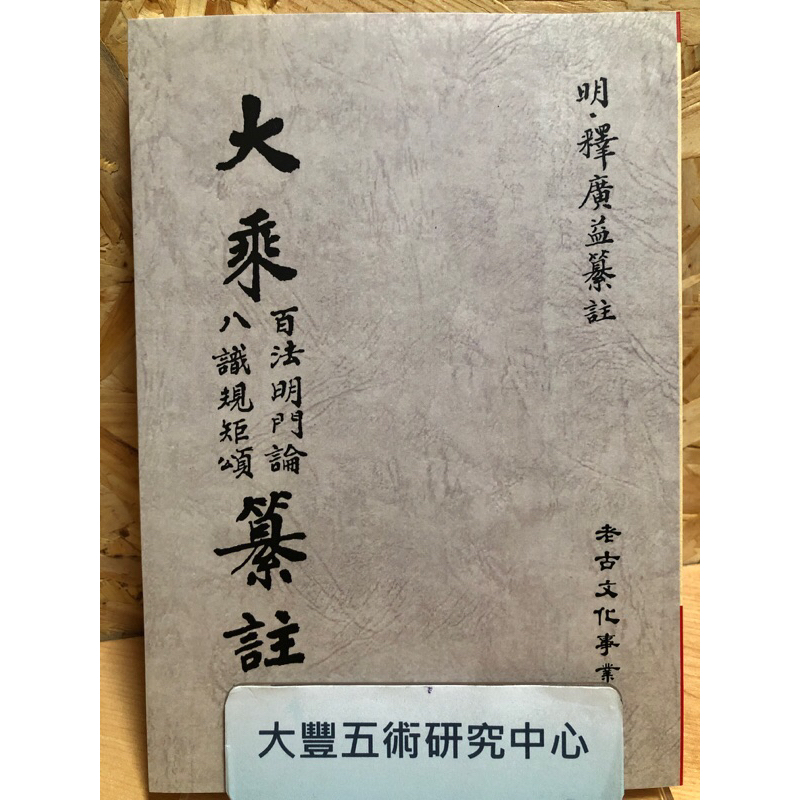 明·釋廣益纂註
大乘
百法明門論
八識規矩頌
纂註
老古文化事業
大豐五術研究中心